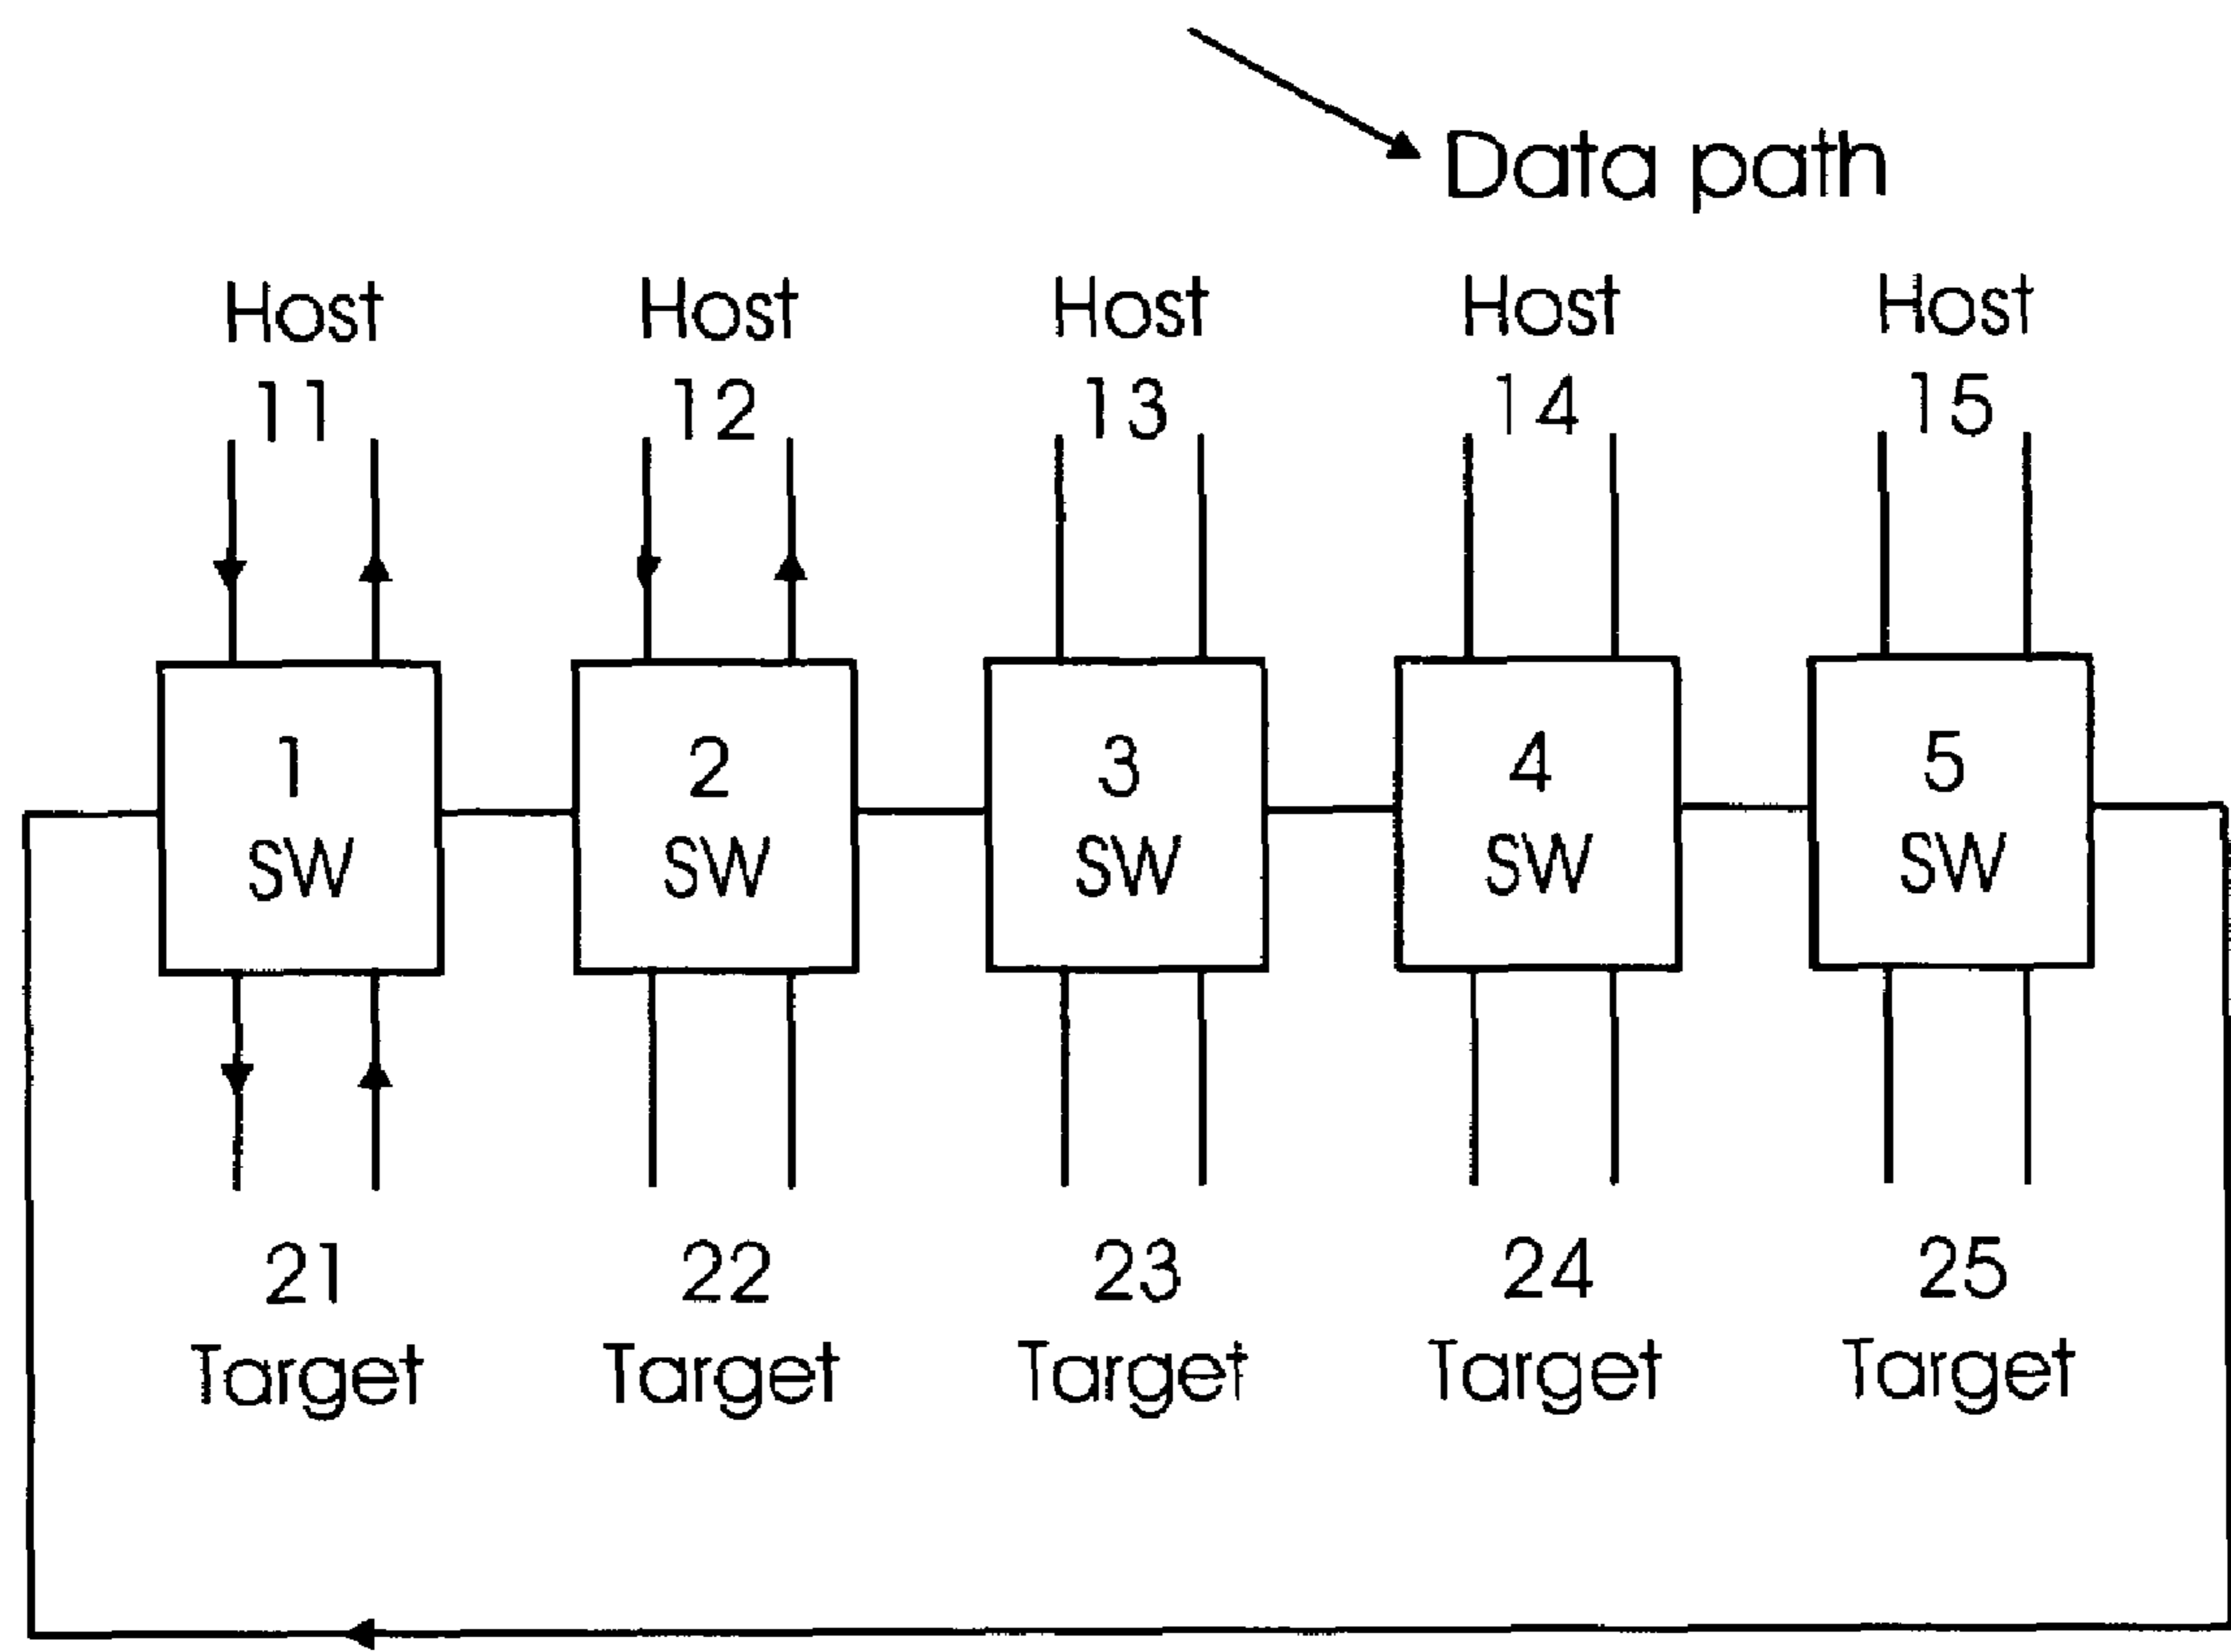 Data path
Host Host Host Host Host
11 12 13 14 15
1 2 3 4 5
SW SW SW SW SW
21 22 23 24 25
Target Target Target Target Target